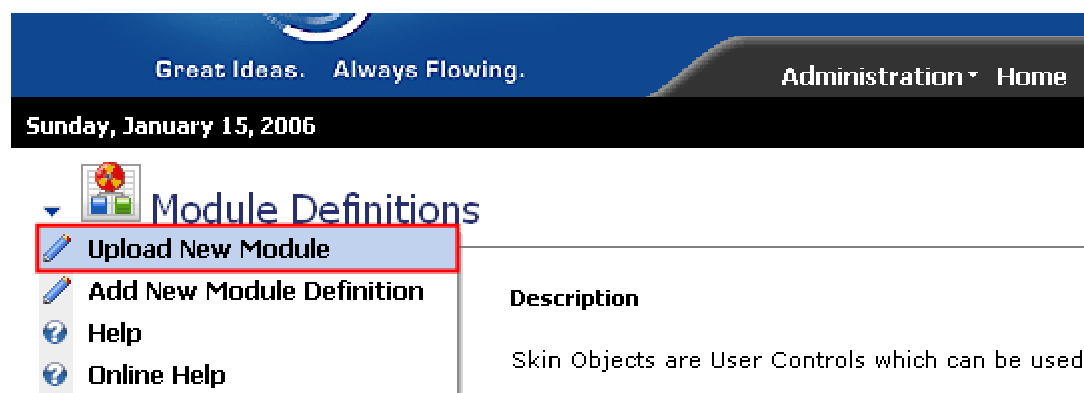 Great Ideas. Always Flowing.
Administration Home
Sunday, January 15, 2006
Module Definitions
Upload New Module
Add New Module Definition
Help
Online Help
Description
Skin Objects are User Controls which can be used